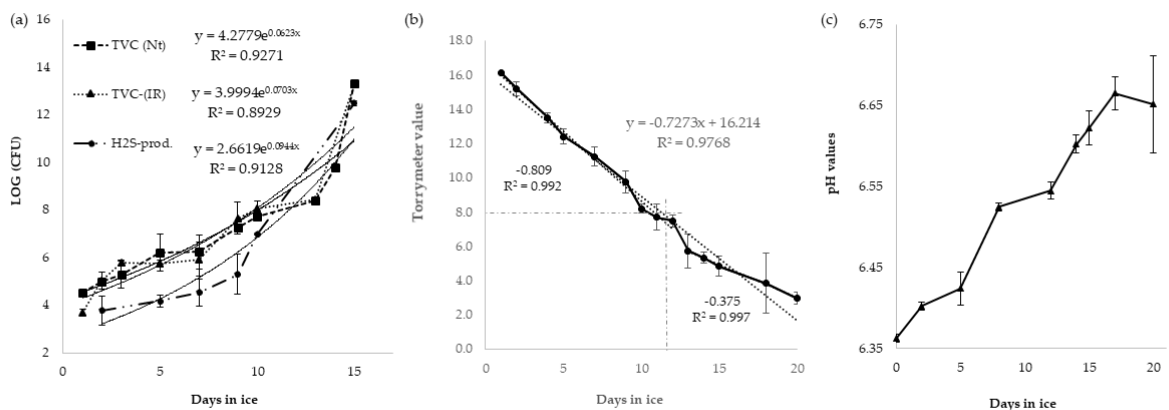 (a)
LOG (CFU)
16
14
12
10
8
6
4
2
TVC (Nt)
y = 4.2779e^0.0623x
R² = 0.9271
TVC-(IR)
y = 3.9994e^0.0703x
R² = 0.8929
H2S-prod.
y = 2.6619e^0.0944x
R² = 0.9128
0 5 10 15
Days in ice
(b)
Torrymeter value
18.0
16.0
14.0
12.0
10.0
8.0
6.0
4.0
2.0
0.0
y = -0.7273x + 16.214
R² = 0.9768
-0.809
R² = 0.992
-0.375
R² = 0.997
0 5 10 15 20
Days in ice
(c)
pH values
6.75
6.65
6.55
6.45
6.35
0 5 10 15 20
Days in ice